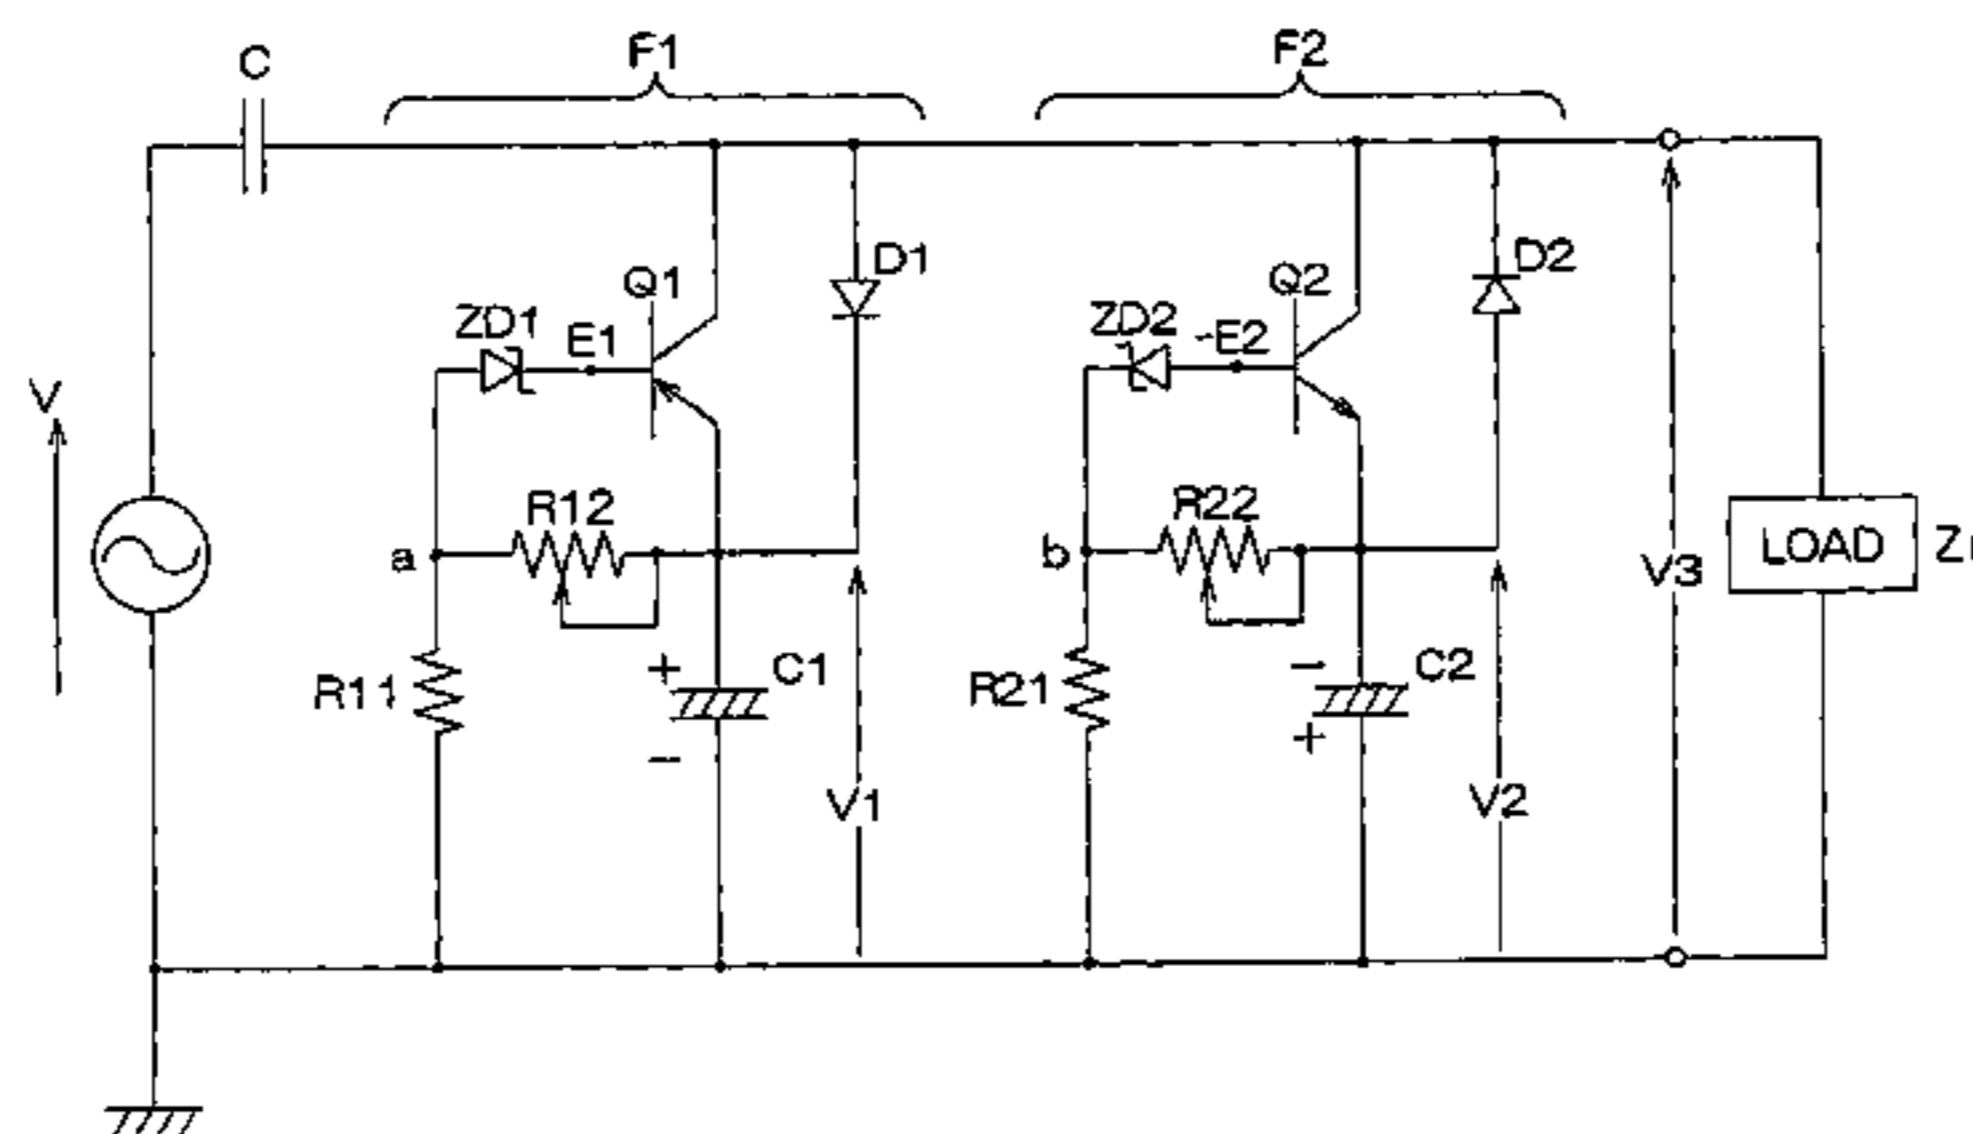 C
F1
F2
V
Q1
D1
ZD1
E1
a
R12
R11
+
C1
−
V1
Q2
D2
ZD2
-E2
b
R22
R21
−
C2
+
V2
V3
LOAD